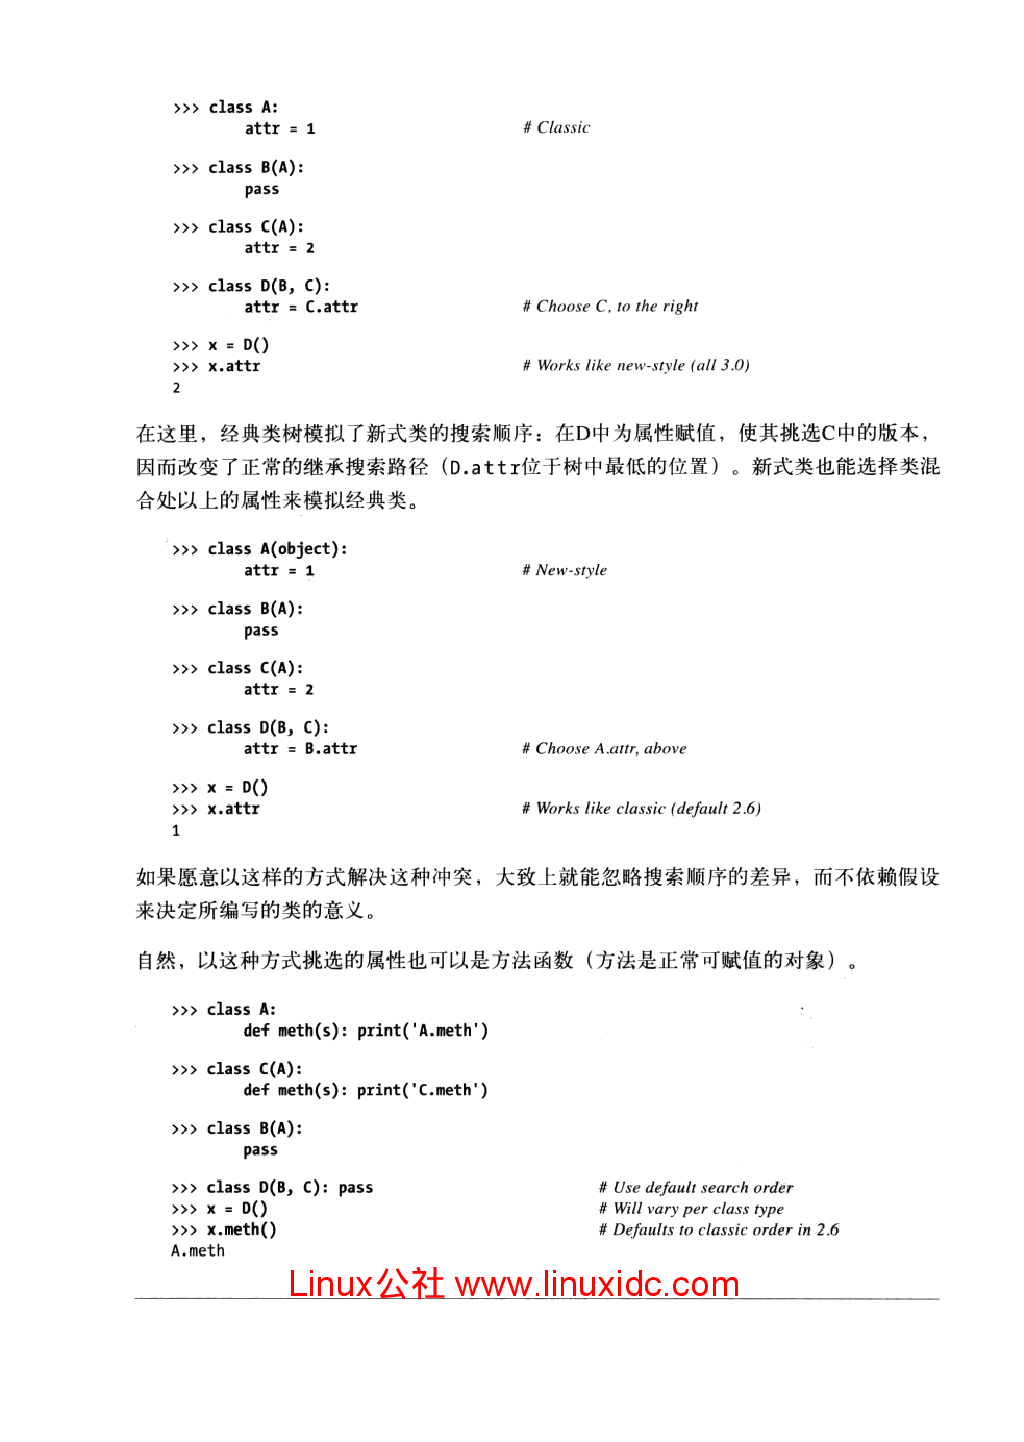 >>> class A:
        attr = 1        # Classic
>>> class B(A):
        pass
>>> class C(A):
        attr = 2
>>> class D(B, C):
        attr = C.attr        # Choose C, to the right
>>> x = D()
>>> x.attr        # Works like new-style (all 3.0)
2
在这里，经典类树模拟了新式类的搜索顺序：在D中为属性赋值，使其挑选C中的版本，
因而改变了正常的继承搜索路径（D.attr位于树中最低的位置）。新式类也能选择类混
合处以上的属性来模拟经典类。
>>> class A(object):
        attr = 1        # New-style
>>> class B(A):
        pass
>>> class C(A):
        attr = 2
>>> class D(B, C):
        attr = B.attr        # Choose A.attr, above
>>> x = D()
>>> x.attr        # Works like classic (default 2.6)
1
如果愿意以这样的方式解决这种冲突，大致上就能忽略搜索顺序的差异，而不依赖假设
来决定所编写的类的意义。
自然，以这种方式挑选的属性也可以是方法函数（方法是正常可赋值的对象）。
>>> class A:
        def meth(s): print('A.meth')
>>> class C(A):
        def meth(s): print('C.meth')
>>> class B(A):
        pass
>>> class D(B, C): pass        # Use default search order
>>> x = D()        # Will vary per class type
>>> x.meth()        # Defaults to classic order in 2.6
A.meth
Linux公社 www.linuxidc.com